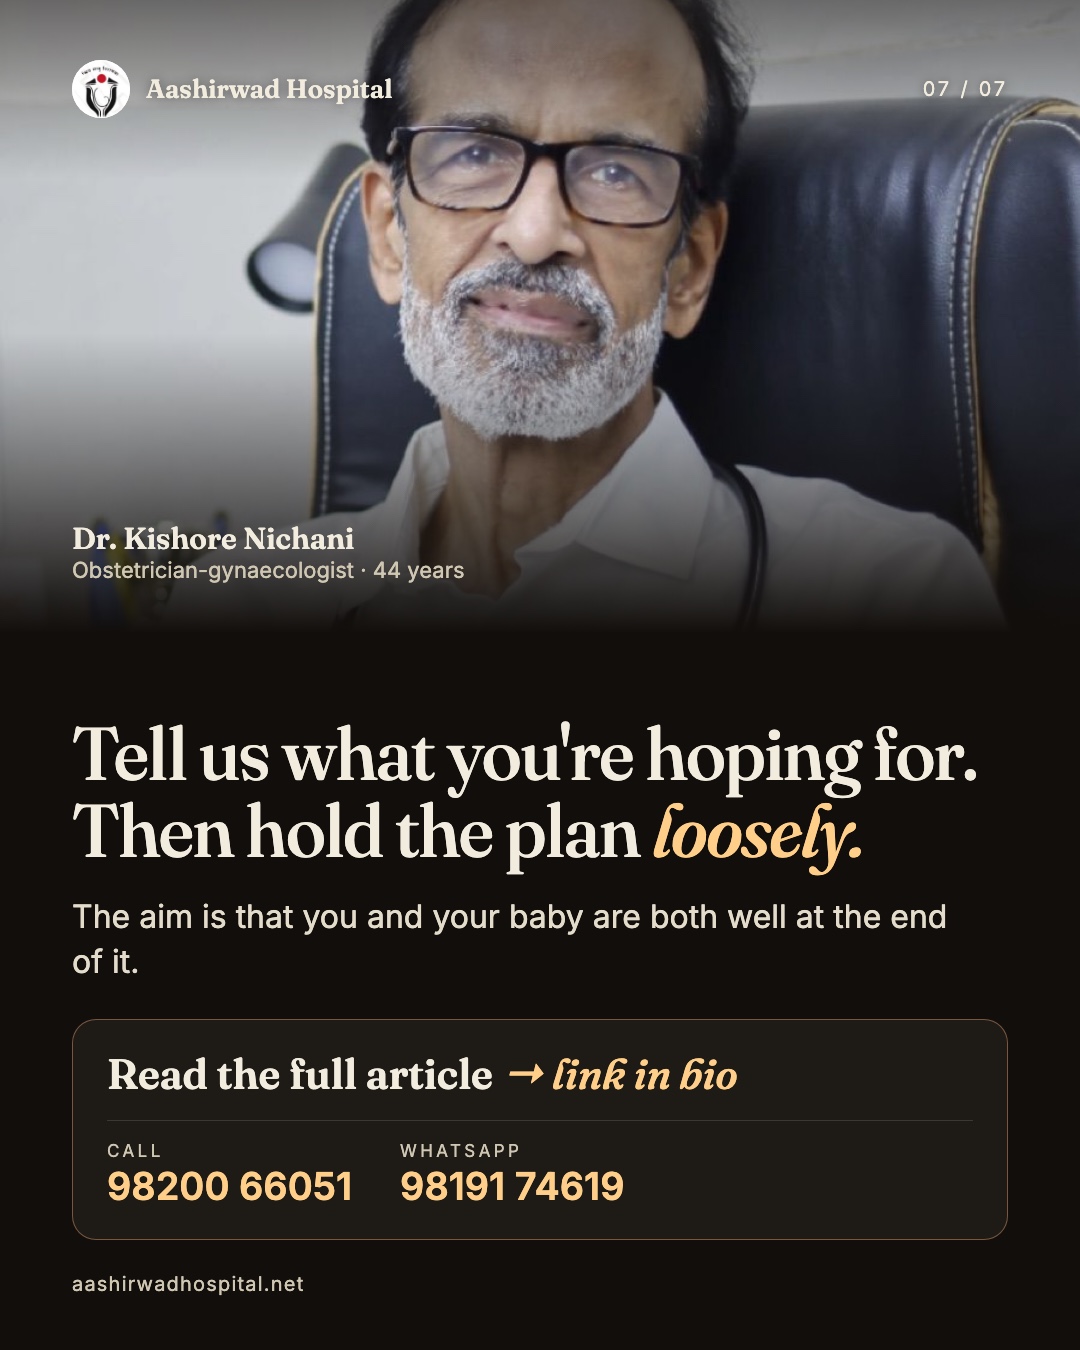 Aashirwad Hospital
07 / 07
Dr. Kishore Nichani
Obstetrician-gynaecologist · 44 years
Tell us what you're hoping for.
Then hold the plan loosely.
The aim is that you and your baby are both well at the end
of it.
Read the full article → link in bio
CALL
98200 66051
WHATSAPP
98191 74619
aashirwadhospital.net